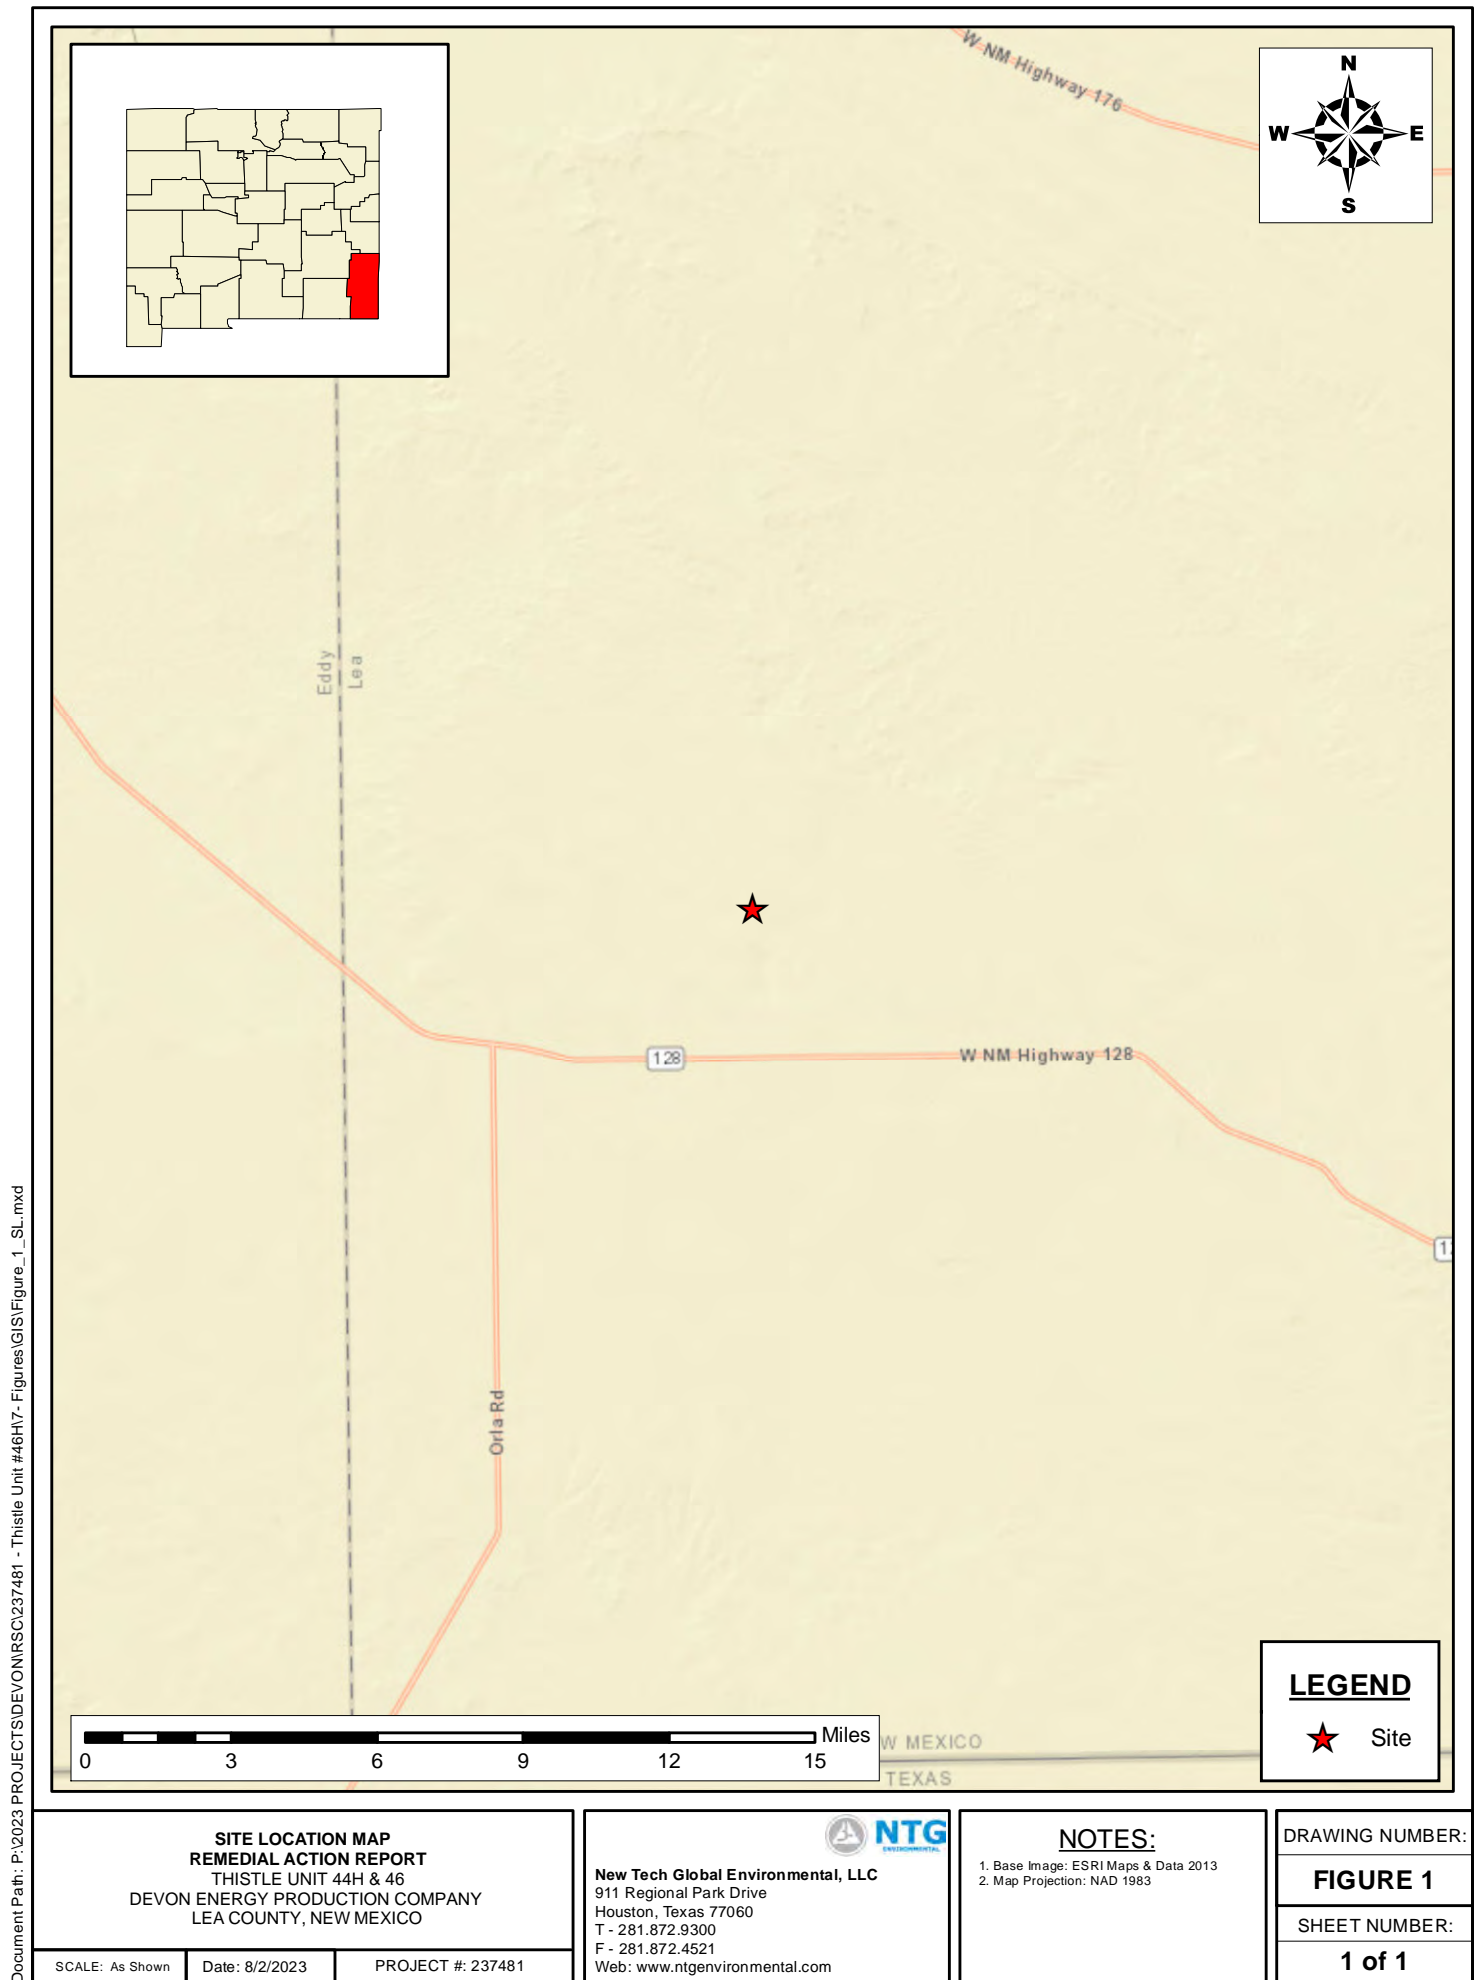 W NM Highway 176
N
W
E
S
Eddy
Lea
128
W NM Highway 128
Orla Rd
Miles
0 3 6 9 12 15
W MEXICO
TEXAS
LEGEND
Site
Document Path: P:\2023 PROJECTS\DEVON\RSC\237481 - Thistle Unit #46H\7- Figures\GIS\Figure_1_SL.mxd
SITE LOCATION MAP
REMEDIAL ACTION REPORT
THISTLE UNIT 44H & 46
DEVON ENERGY PRODUCTION COMPANY
LEA COUNTY, NEW MEXICO
SCALE: As Shown
Date: 8/2/2023
PROJECT #: 237481
NTG
ENVIRONMENTAL
New Tech Global Environmental, LLC
911 Regional Park Drive
Houston, Texas 77060
T - 281.872.9300
F - 281.872.4521
Web: www.ntgenvironmental.com
NOTES:
1. Base Image: ESRI Maps & Data 2013
2. Map Projection: NAD 1983
DRAWING NUMBER:
FIGURE 1
SHEET NUMBER:
1 of 1